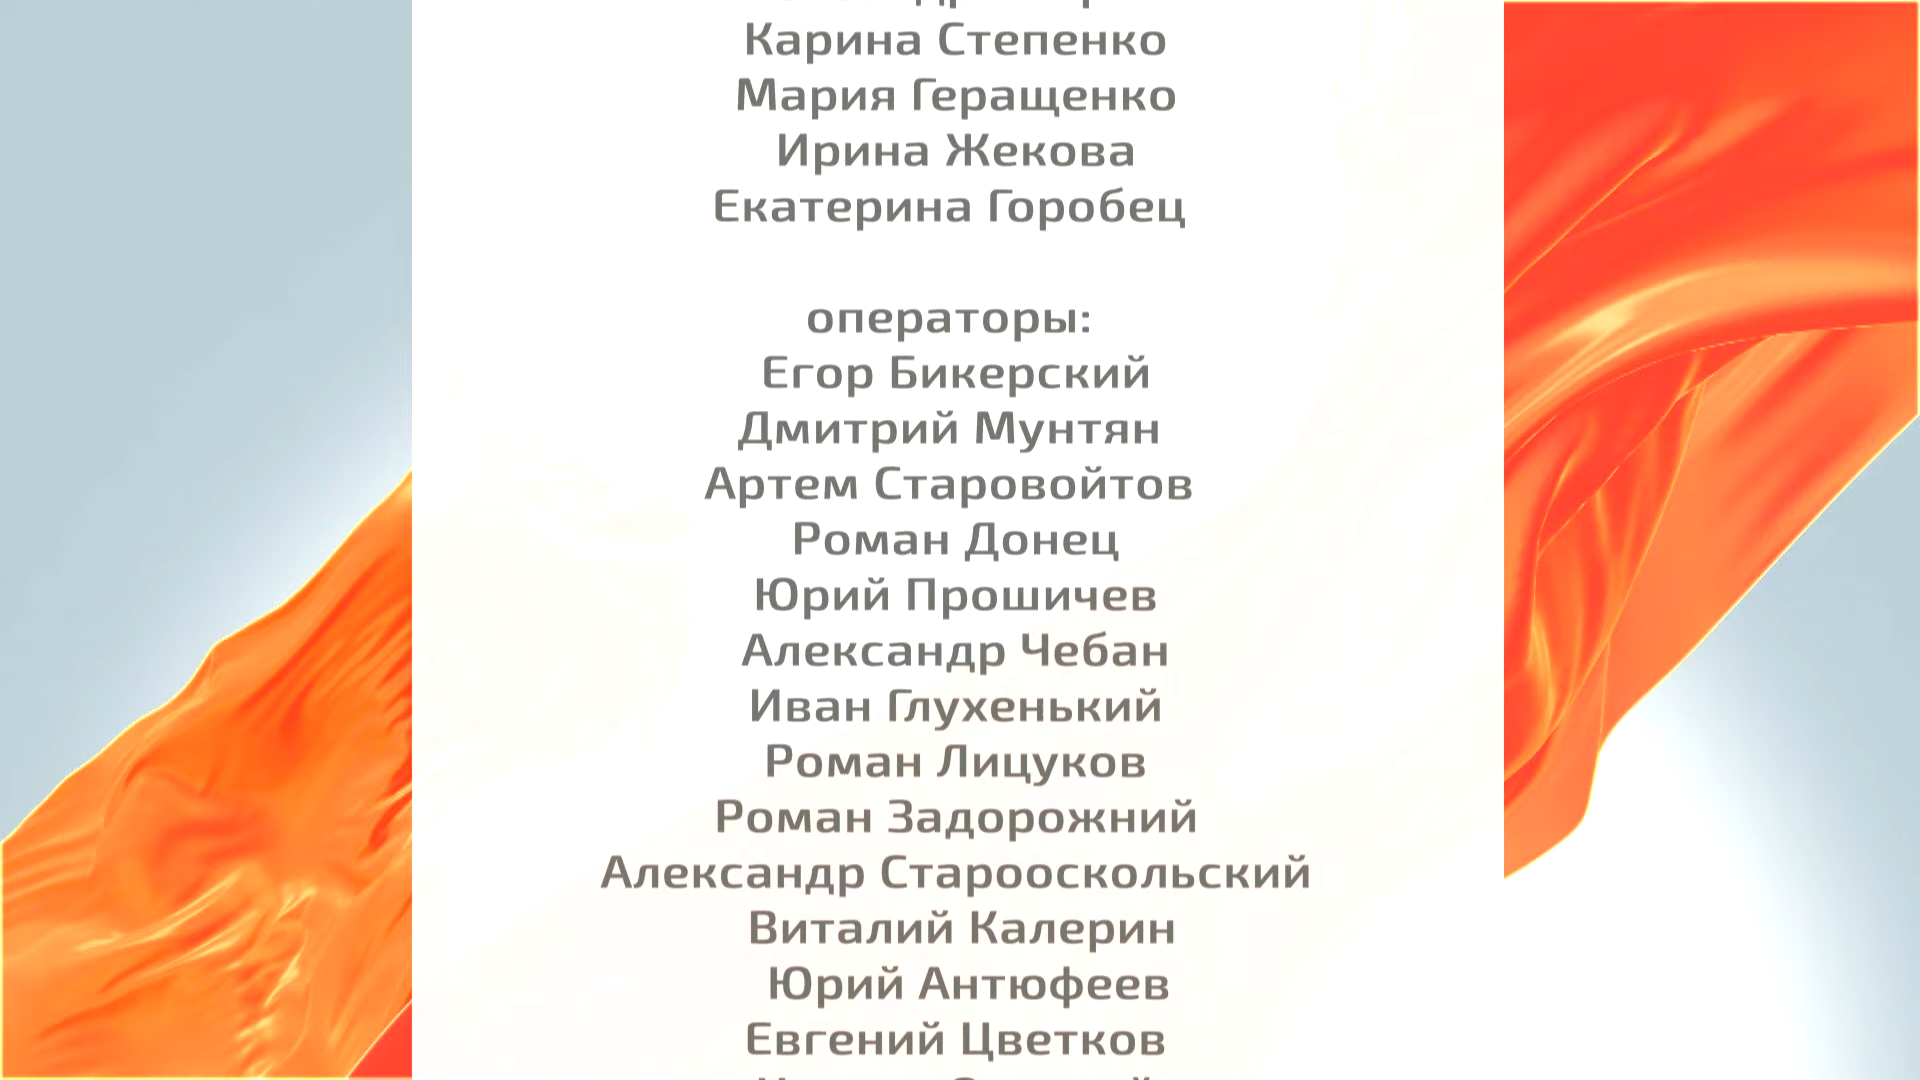 Карина Степенко
Мария Геращенко
Ирина Жекова
Екатерина Горобец
операторы:
Егор Бикерский
Дмитрий Мунтян
Артем Старовойтов
Роман Донец
Юрий Прошичев
Александр Чебан
Иван Глухенький
Роман Лицуков
Роман Задорожний
Александр Старооскольский
Виталий Калерин
Юрий Антюфеев
Евгений Цветков